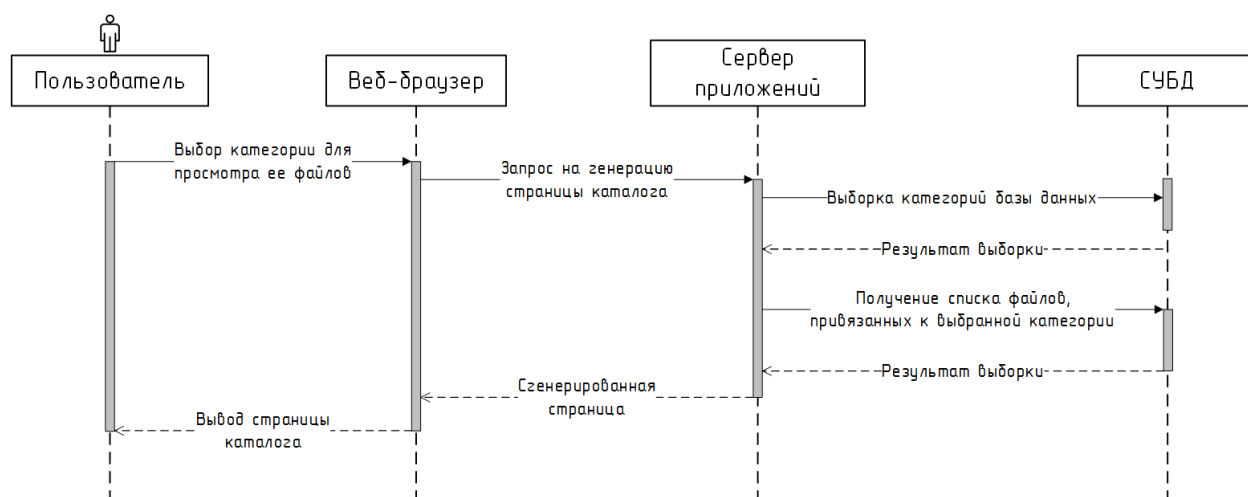 Пользователь
Веб-браузер
Сервер
приложений
СУБД
Выбор категории для
просмотра ее файлов
Запрос на генерацию
страницы каталога
Выборка категорий базы данных
Результат выборки
Получение списка файлов,
привязанных к выбранной категории
Результат выборки
Сгенерированная
страница
Вывод страницы
каталога